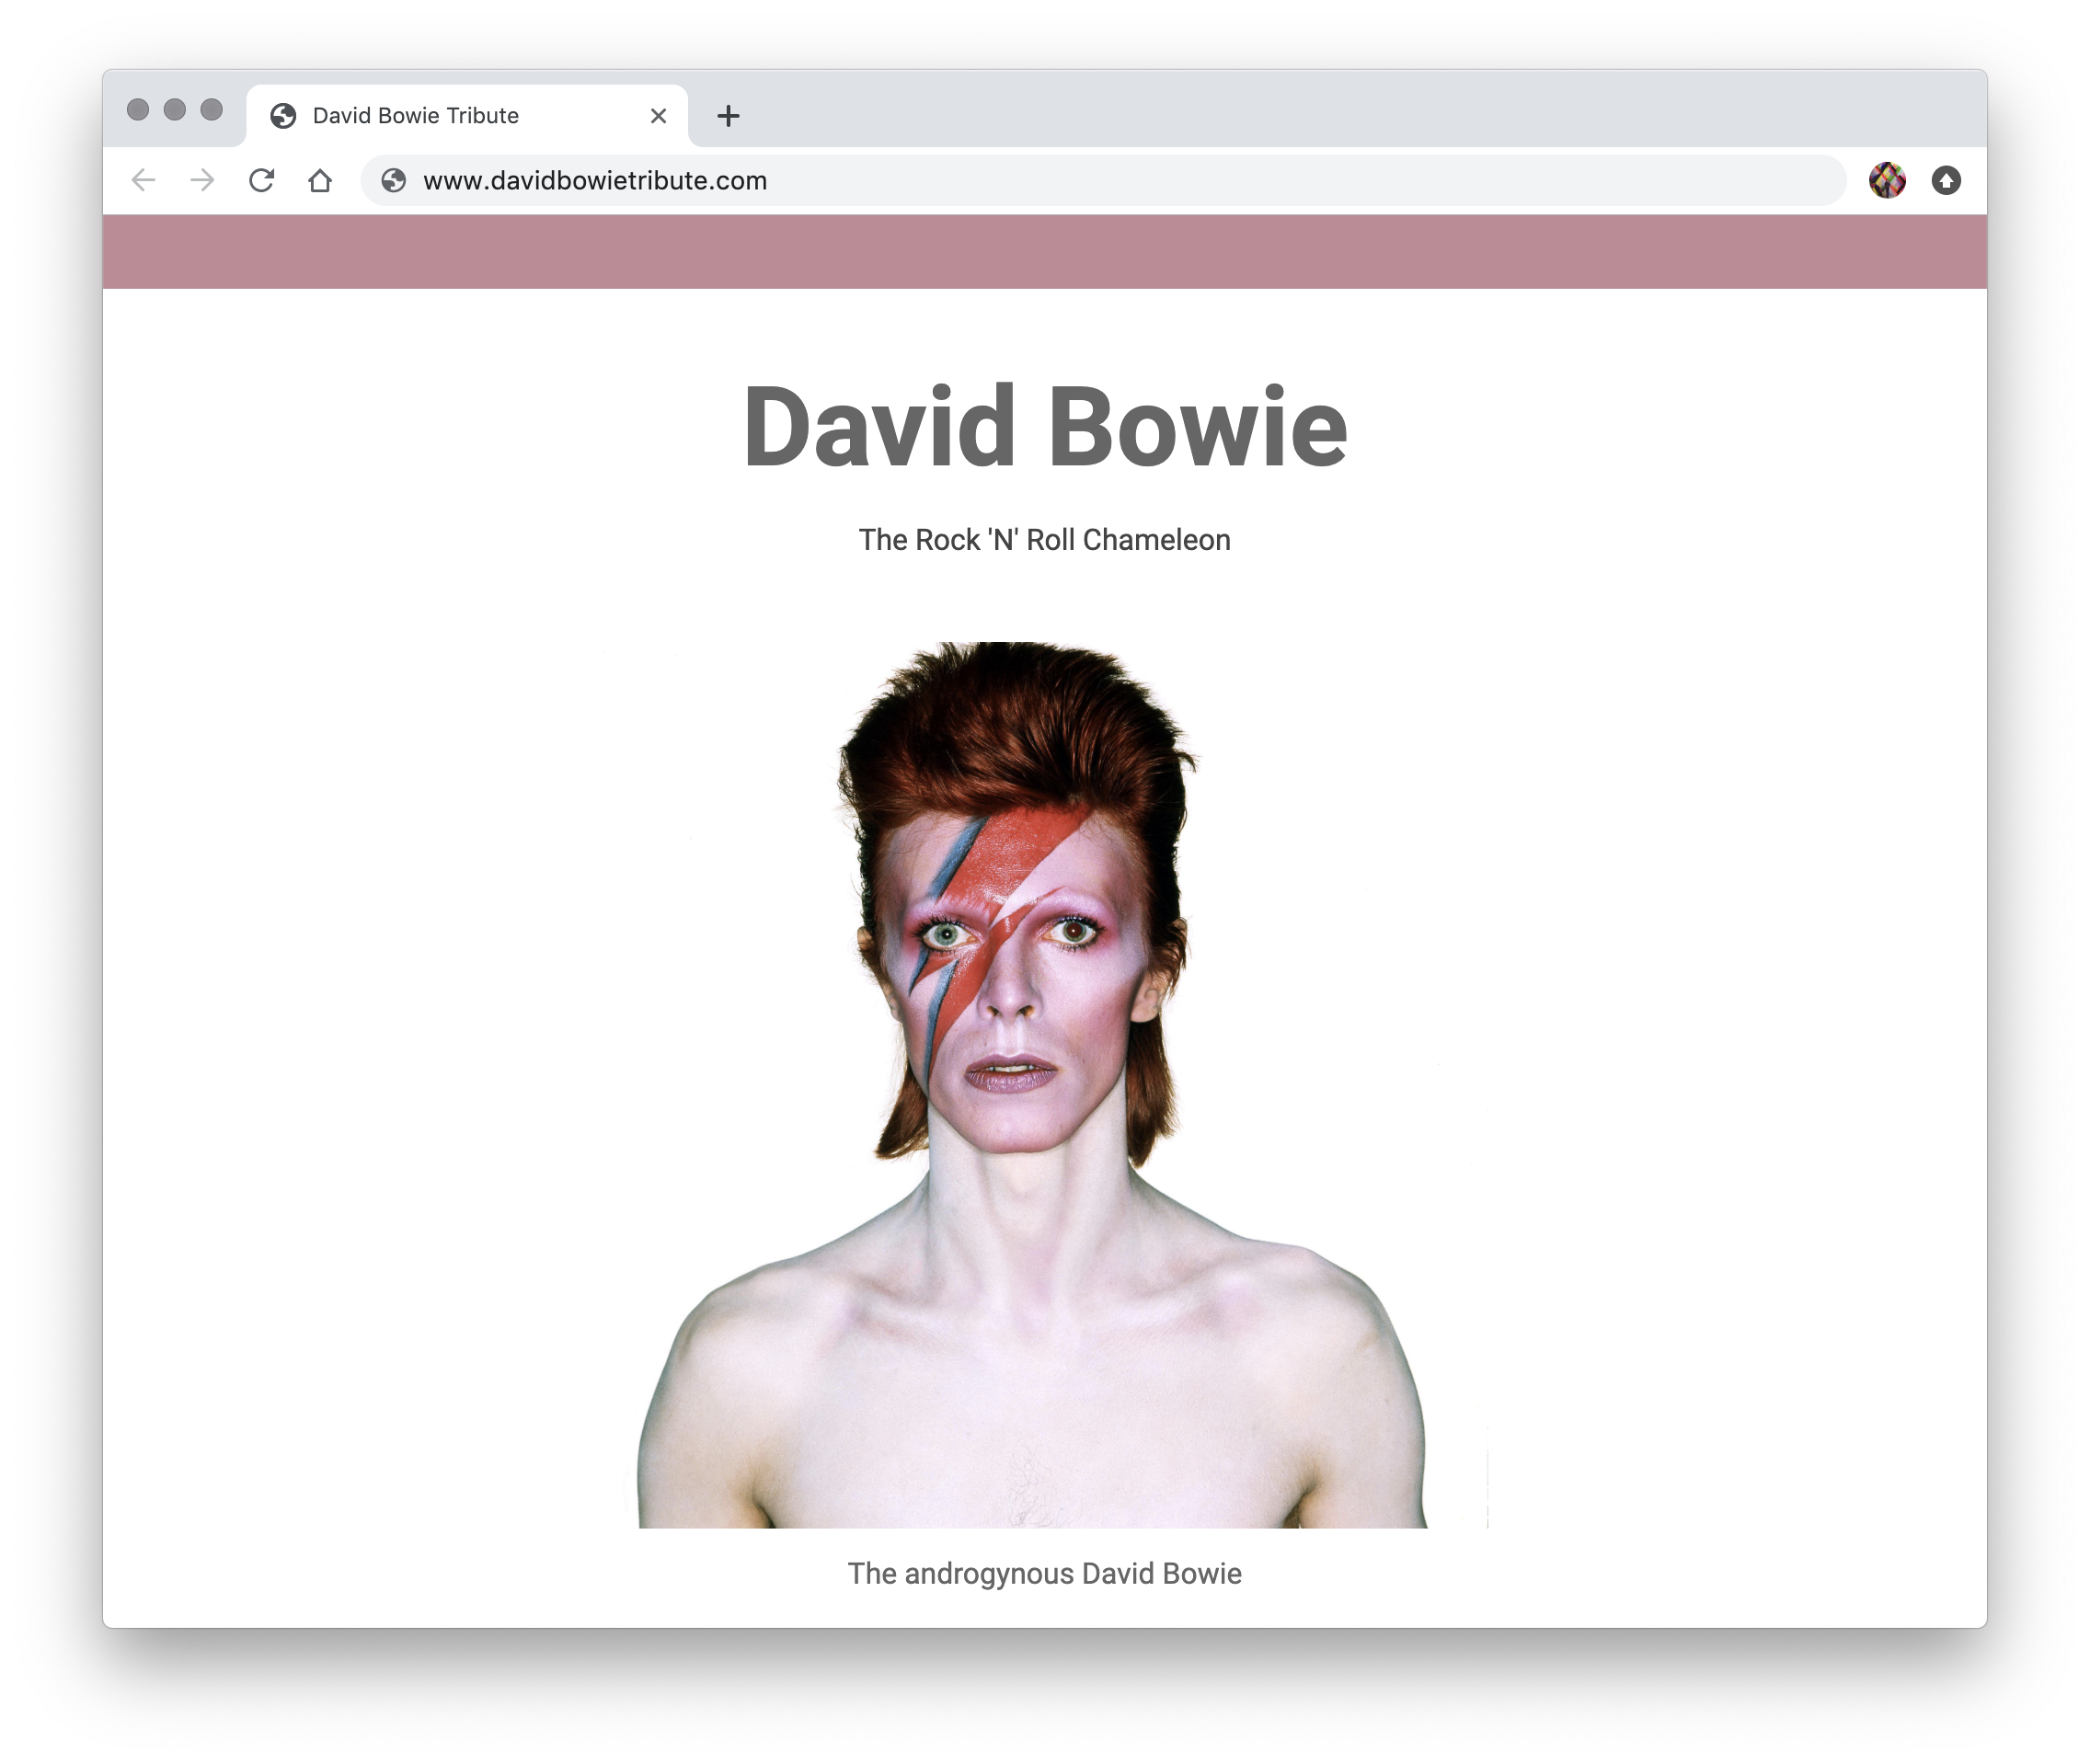 David Bowie Tribute
www.davidbowietribute.com
David Bowie
The Rock 'N' Roll Chameleon
The androgynous David Bowie